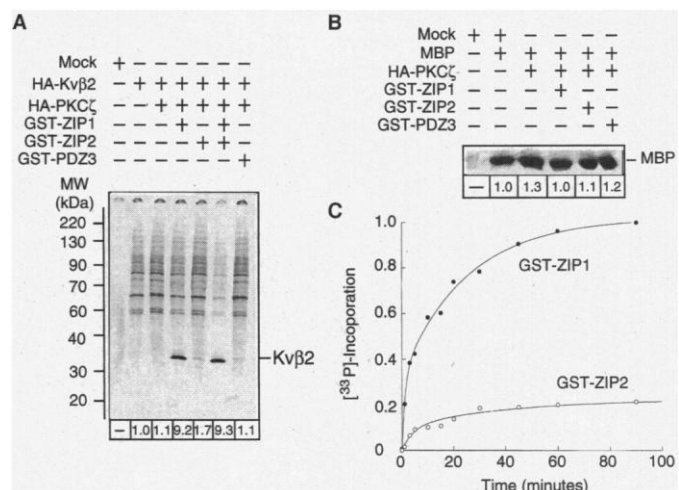 A
Mock + − − − − − −
HA-Kvβ2 − + + + + + +
HA-PKCζ − − + + + + +
GST-ZIP1 − − − + − + −
GST-ZIP2 − − − − + + −
GST-PDZ3 − − − − − − +
MW
(kDa)
220
130
90
70
60
40
30
20
Kvβ2
− 1.0 1.1 9.2 1.7 9.3 1.1
B
Mock + + − − − −
MBP − + + + + +
HA-PKCζ − − + + + +
GST-ZIP1 − − − + − −
GST-ZIP2 − − − − + −
GST-PDZ3 − − − − − +
MBP
− 1.0 1.3 1.0 1.1 1.2
C
[³³P]-Incoporation
1.0
0.8
0.6
0.4
0.2
0
GST-ZIP1
GST-ZIP2
0 20 40 60 80 100
Time (minutes)